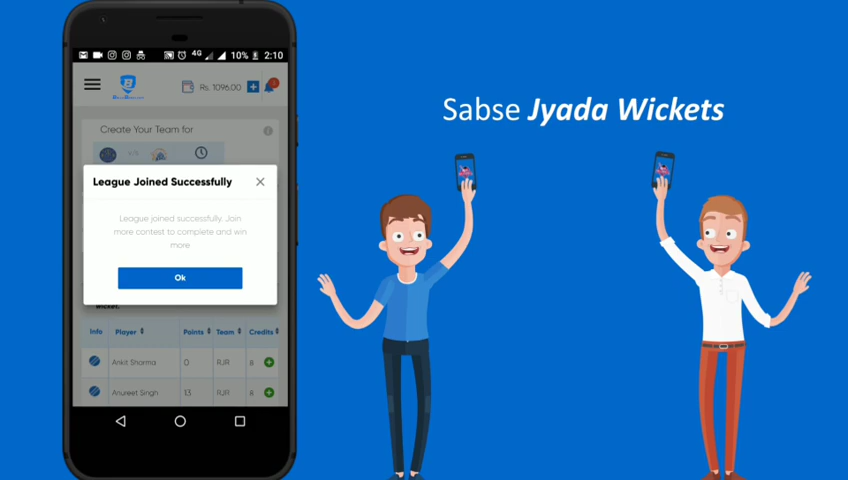 4G 10% 2:10
Rs. 1096.00
Create Your Team for
League Joined Successfully
League joined successfully. Join
more contest to complete and win
more
Ok
wicket.
Info Player Points Team Credits
Ankit Sharma 0 RJR 8
Anureet Singh 13 RJR 8
Sabse Jyada Wickets